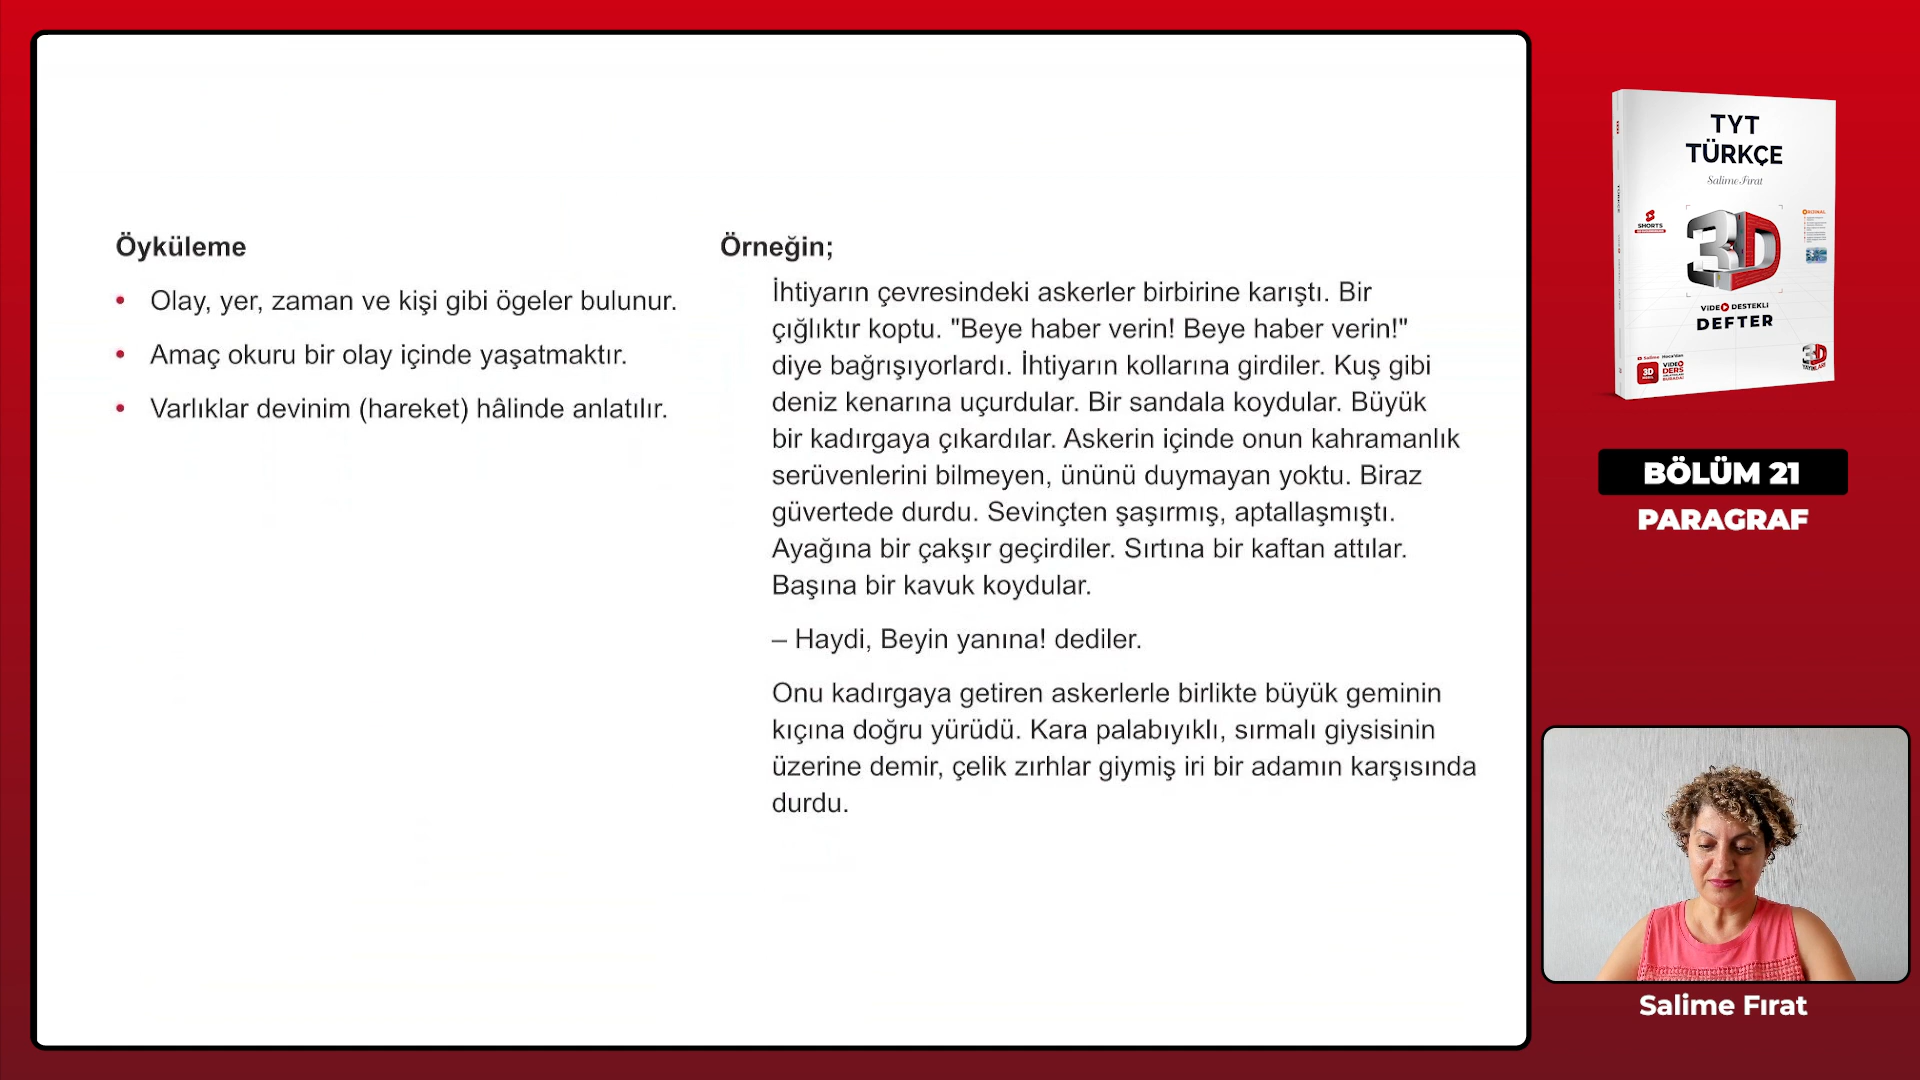 Öyküleme
• Olay, yer, zaman ve kişi gibi ögeler bulunur.
• Amaç okuru bir olay içinde yaşatmaktır.
• Varlıklar devinim (hareket) hâlinde anlatılır.
Örneğin;
İhtiyarın çevresindeki askerler birbirine karıştı. Bir
çığlıktır koptu. "Beye haber verin! Beye haber verin!"
diye bağrışıyorlardı. İhtiyarın kollarına girdiler. Kuş gibi
deniz kenarına uçurdular. Bir sandala koydular. Büyük
bir kadırgaya çıkardılar. Askerin içinde onun kahramanlık
serüvenlerini bilmeyen, ününü duymayan yoktu. Biraz
güvertede durdu. Sevinçten şaşırmış, aptallaşmıştı.
Ayağına bir çakşır geçirdiler. Sırtına bir kaftan attılar.
Başına bir kavuk koydular.
– Haydi, Beyin yanına! dediler.
Onu kadırgaya getiren askerlerle birlikte büyük geminin
kıçına doğru yürüdü. Kara palabıyıklı, sırmalı giysisinin
üzerine demir, çelik zırhlar giymiş iri bir adamın karşısında
durdu.
TYT
TÜRKÇE
Salime Fırat
SHORTS
3D
VİDEO DESTEKLİ
DEFTER
3D
YAYINLARI
BÖLÜM 21
PARAGRAF
Salime Fırat